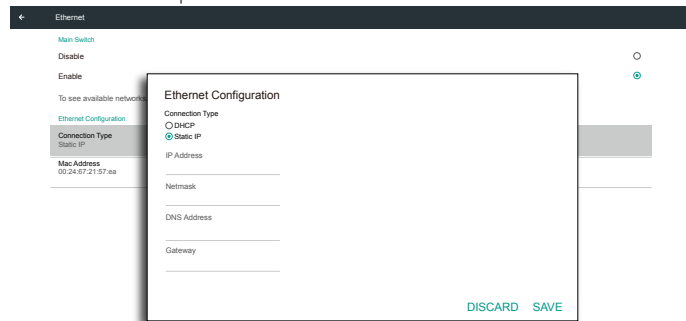 Ethernet
Main Switch
Disable
Enable
To see available networks
Ethernet Configuration
Connection Type
Static IP
Mac Address
00:24:67:21:57:ea
Ethernet Configuration
Connection Type
DHCP
Static IP
IP Address
Netmask
DNS Address
Gateway
DISCARD SAVE